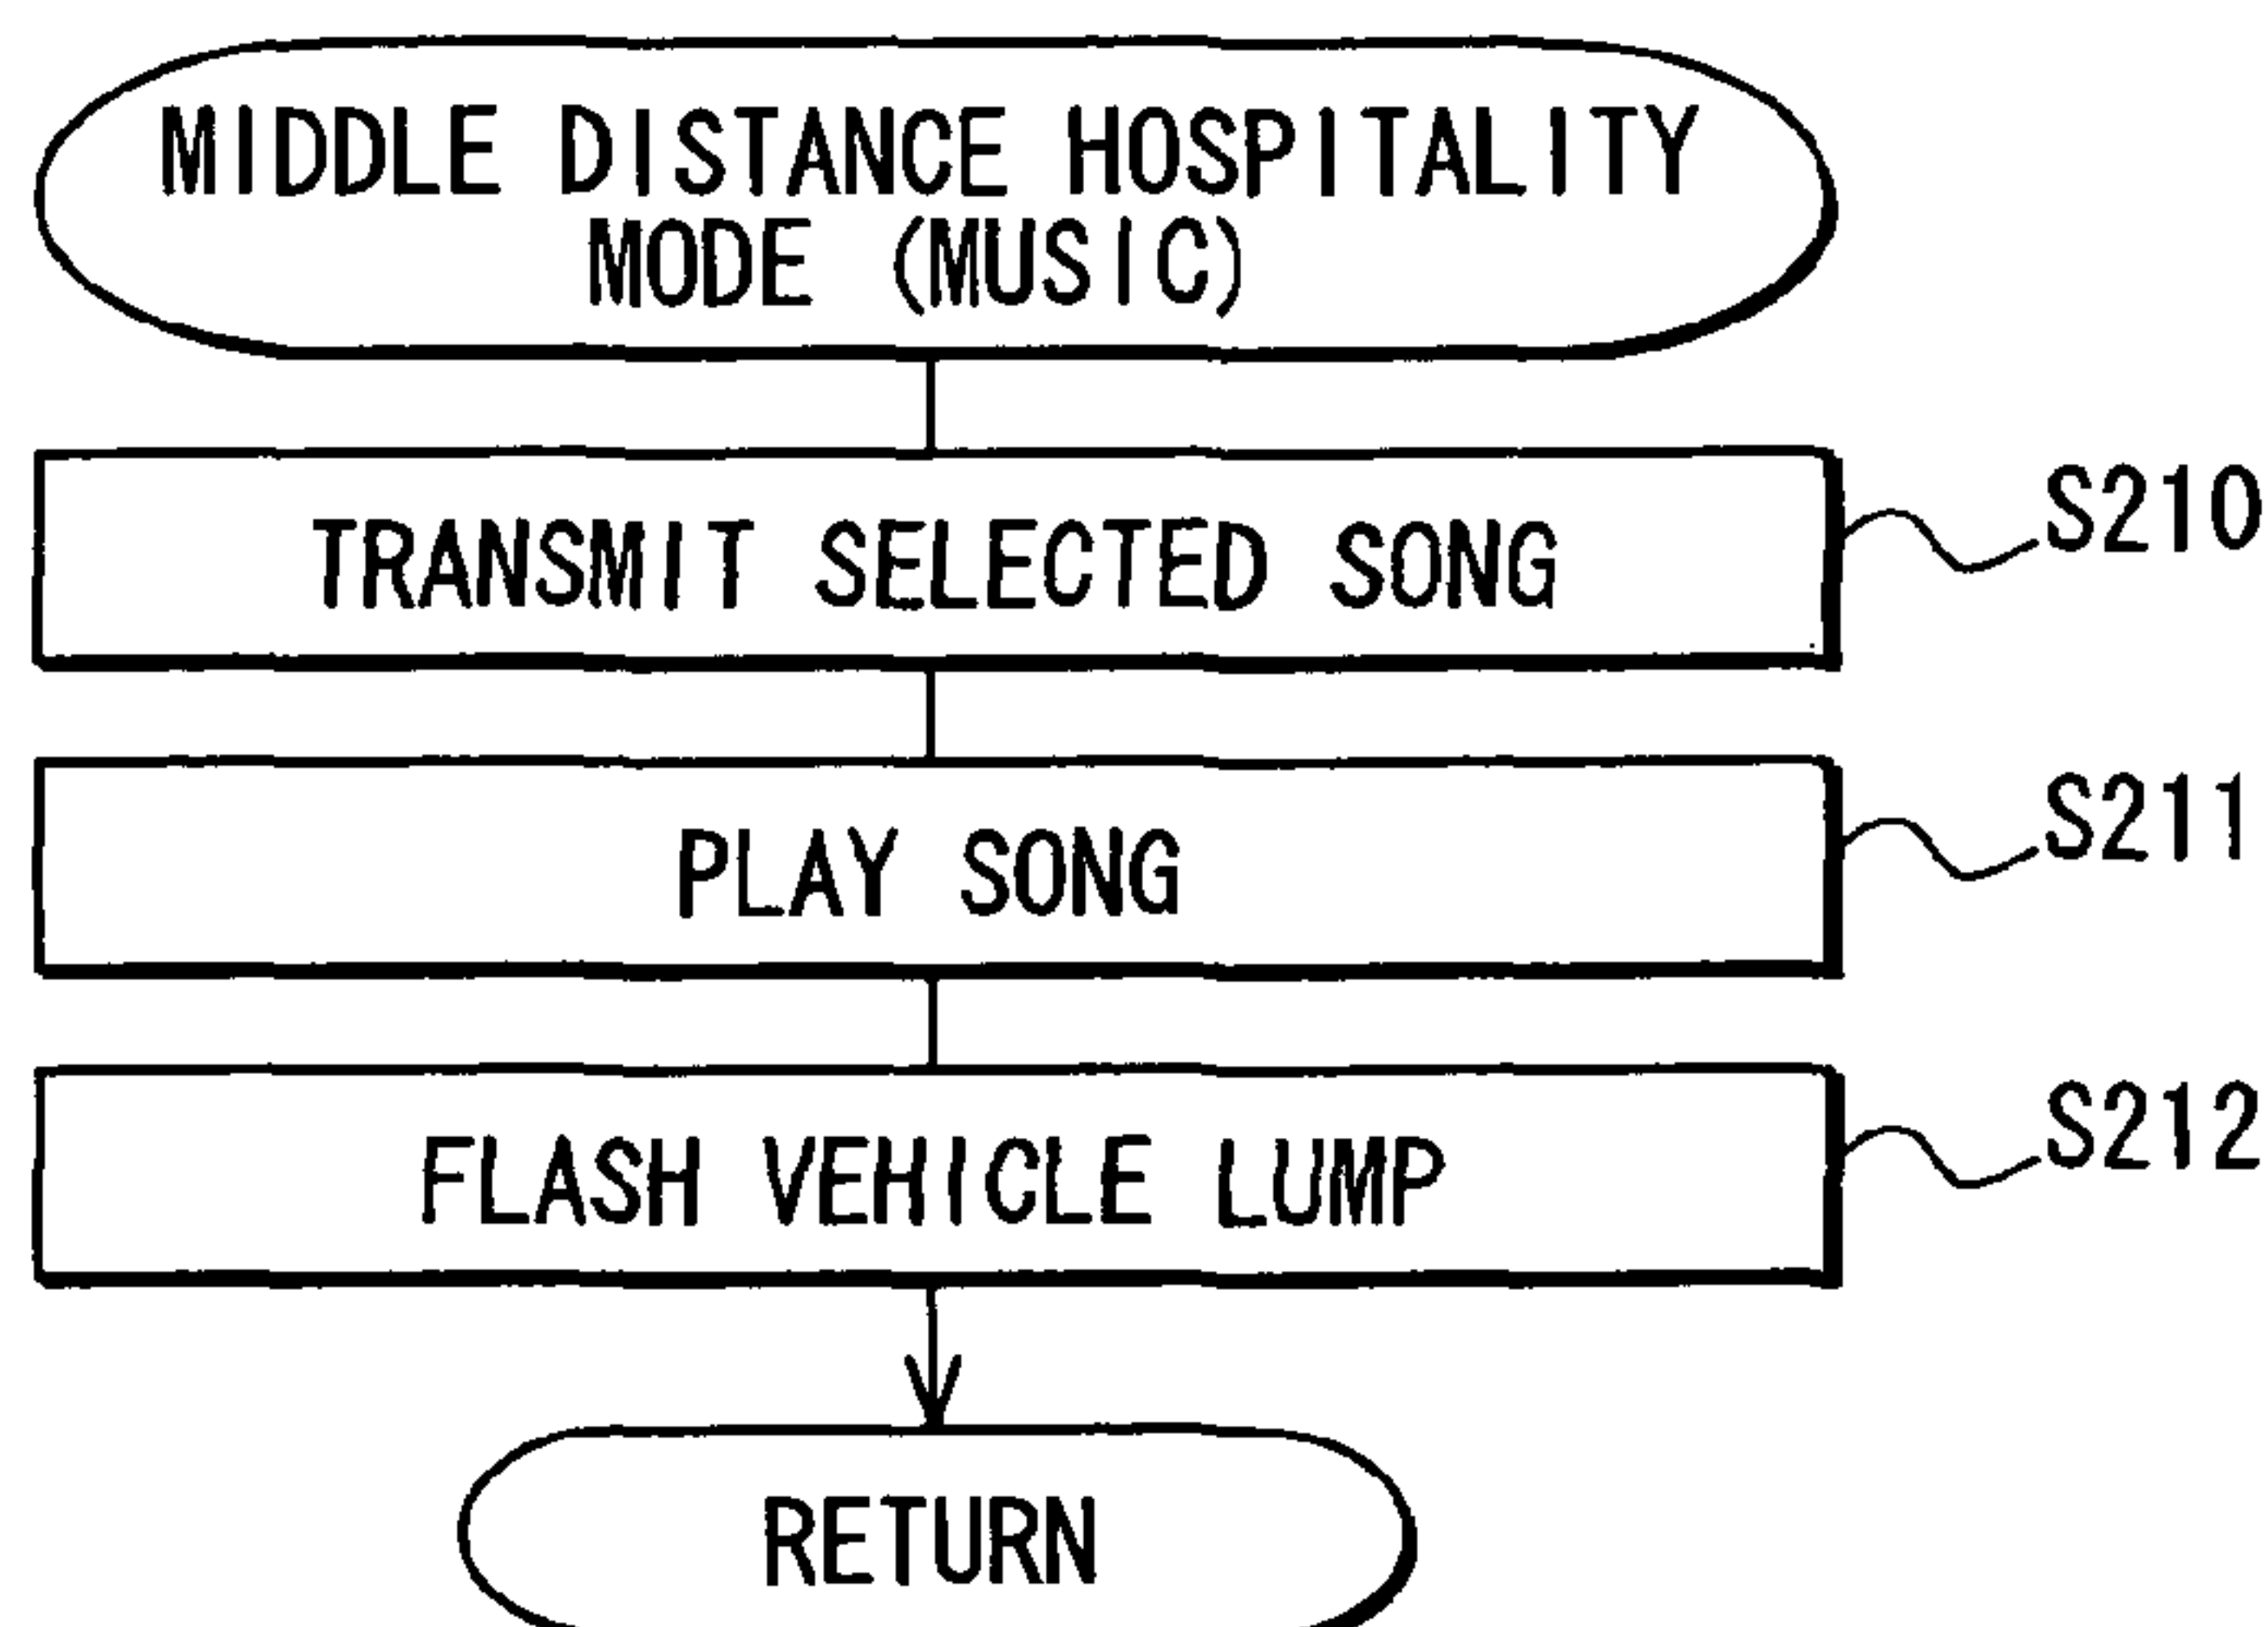 MIDDLE DISTANCE HOSPITALITY
MODE (MUSIC)
TRANSMIT SELECTED SONG
S210
PLAY SONG
S211
FLASH VEHICLE LUMP
S212
RETURN